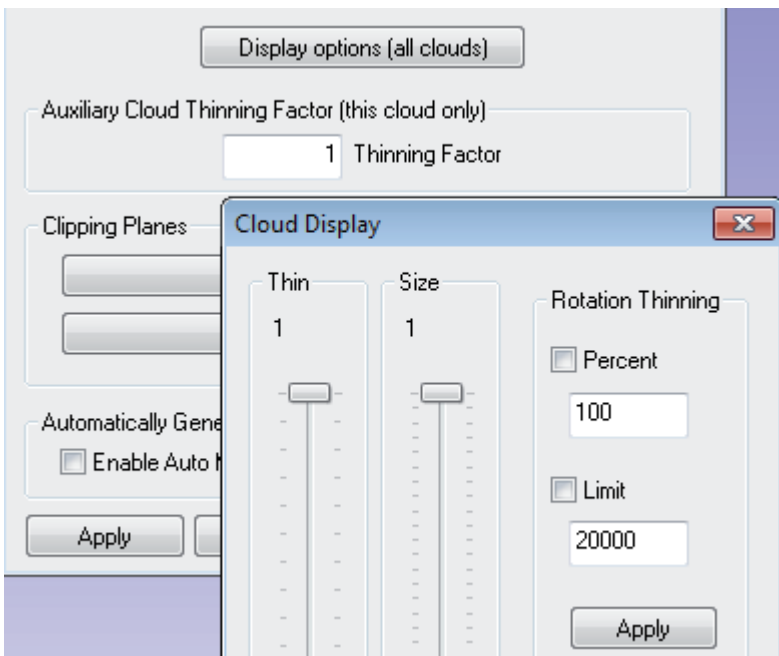 Display options (all clouds)
Auxiliary Cloud Thinning Factor (this cloud only)
1 Thinning Factor
Clipping Planes
Automatically Gene
Enable Auto
Apply
Cloud Display
Thin
1
Size
1
Rotation Thinning
Percent
100
Limit
20000
Apply